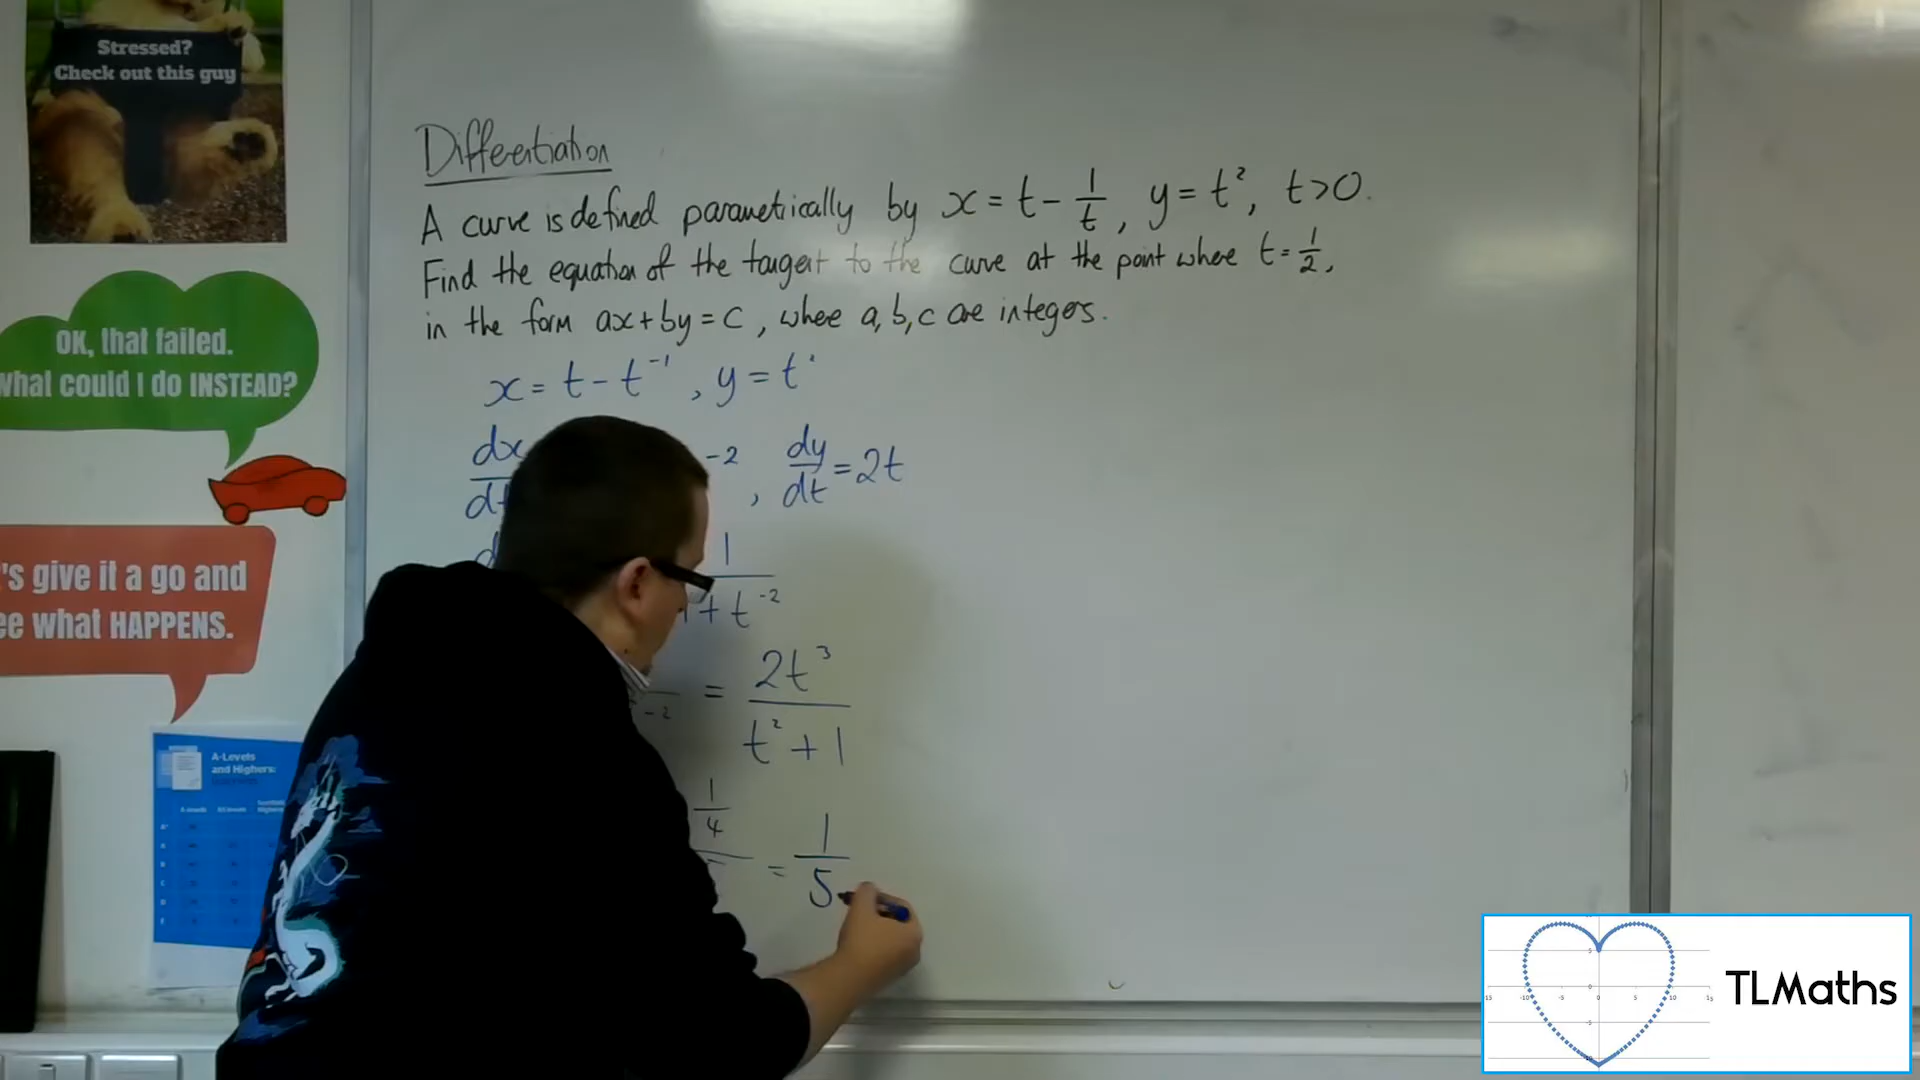 Stressed?
Check out this guy
Differentiation
A curve is defined parametrically by x = t - 1/t, y = t², t>0.
Find the equation of the tangent to the curve at the point where t = 1/2,
in the form ax + by = c, where a, b, c are integers.
x = t - t⁻¹, y = t²
dx/dt ⁻², dy/dt = 2t
1/1 + t⁻²
⁻² = 2t³/t² + 1
1/4 = 1/5
OK, that failed.
What could I do INSTEAD?
's give it a go and
ee what HAPPENS.
A-Levels
and Highers:
TLMaths